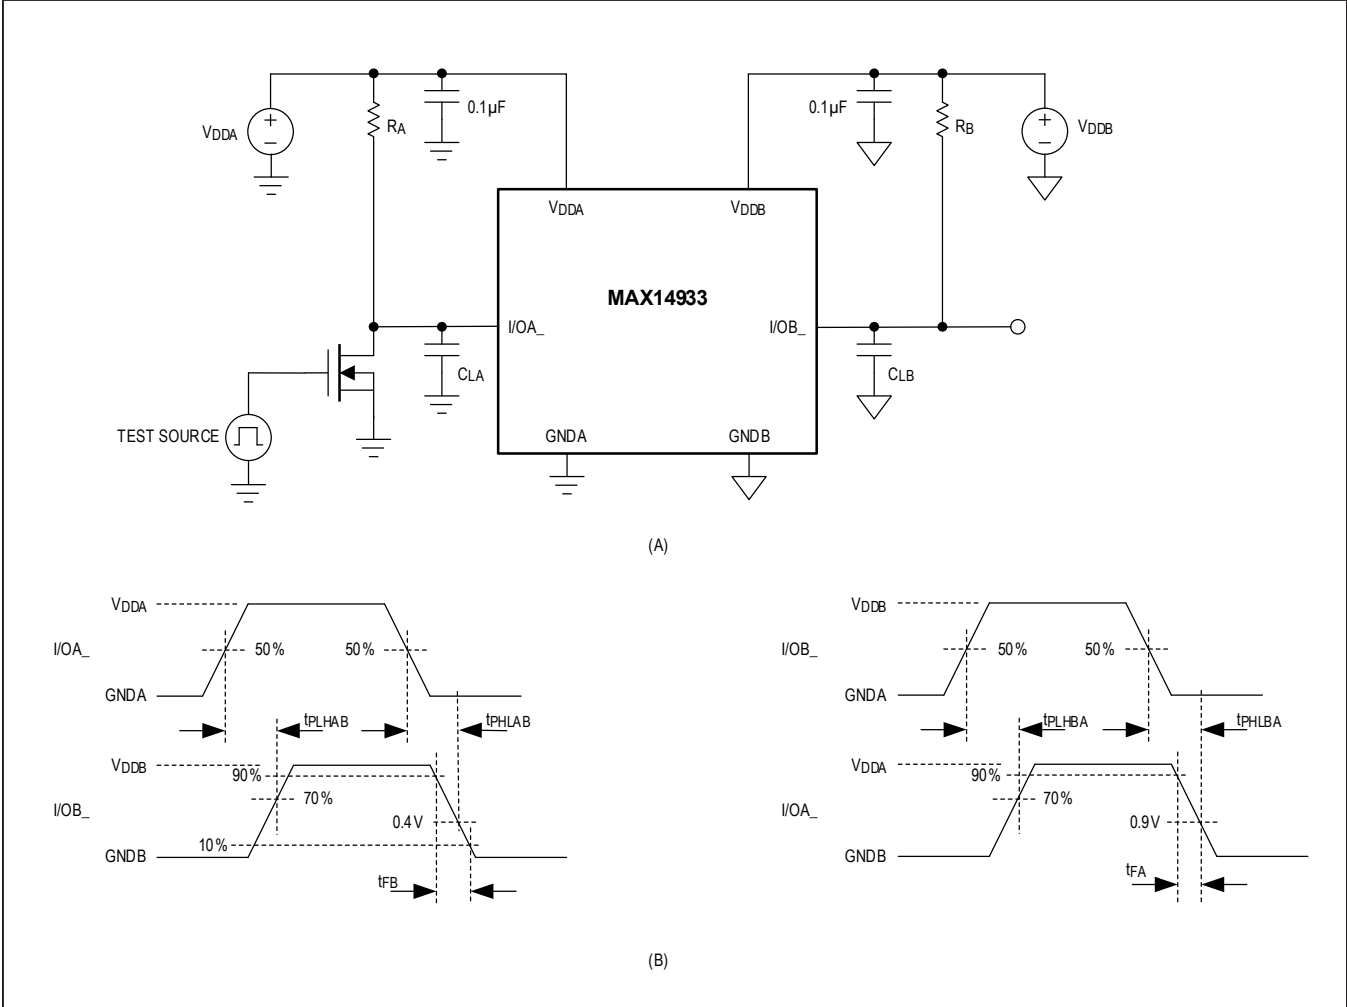 VDDA
RA
0.1µF
0.1µF
RB
VDDB
VDDA
VDDB
MAX14933
I/OA_
I/OB_
CLA
CLB
TEST SOURCE
GNDA
GNDB
(A)
VDDA
I/OA_
50%
50%
GNDA
tPLHAB
tPHLAB
VDDB
90%
I/OB_
70%
0.4V
10%
GNDB
tFB
VDDB
I/OB_
50%
50%
GNDA
tPLHBA
tPHLBA
VDDA
90%
I/OA_
70%
0.9V
GNDB
tFA
(B)